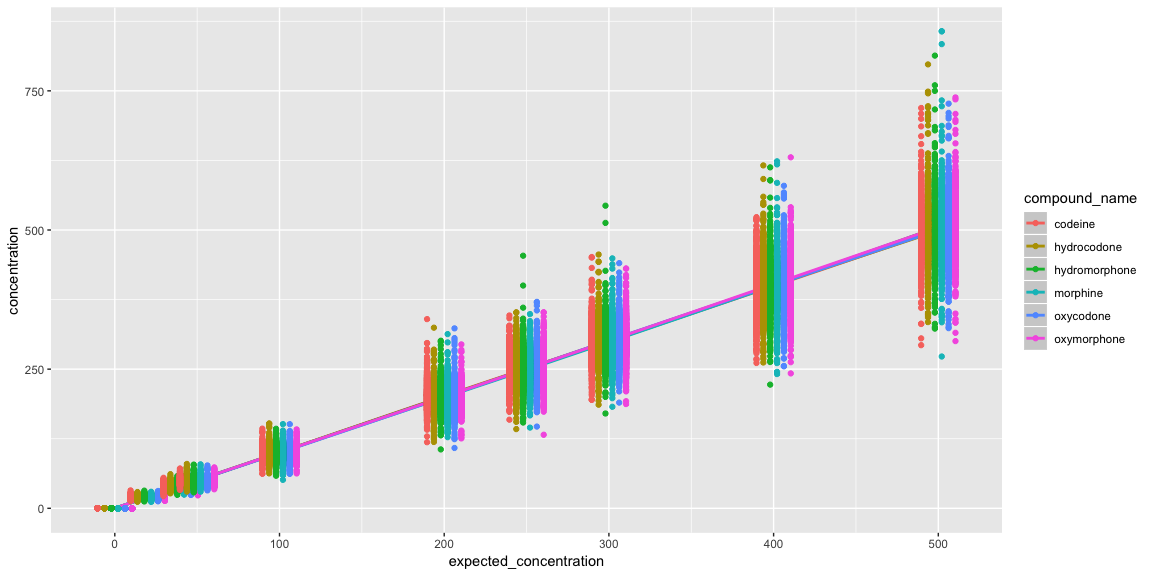 concentration
750
500
250
0
0
100
200
300
400
500
expected_concentration
compound_name
codeine
hydrocodone
hydromorphone
morphine
oxycodone
oxymorphone